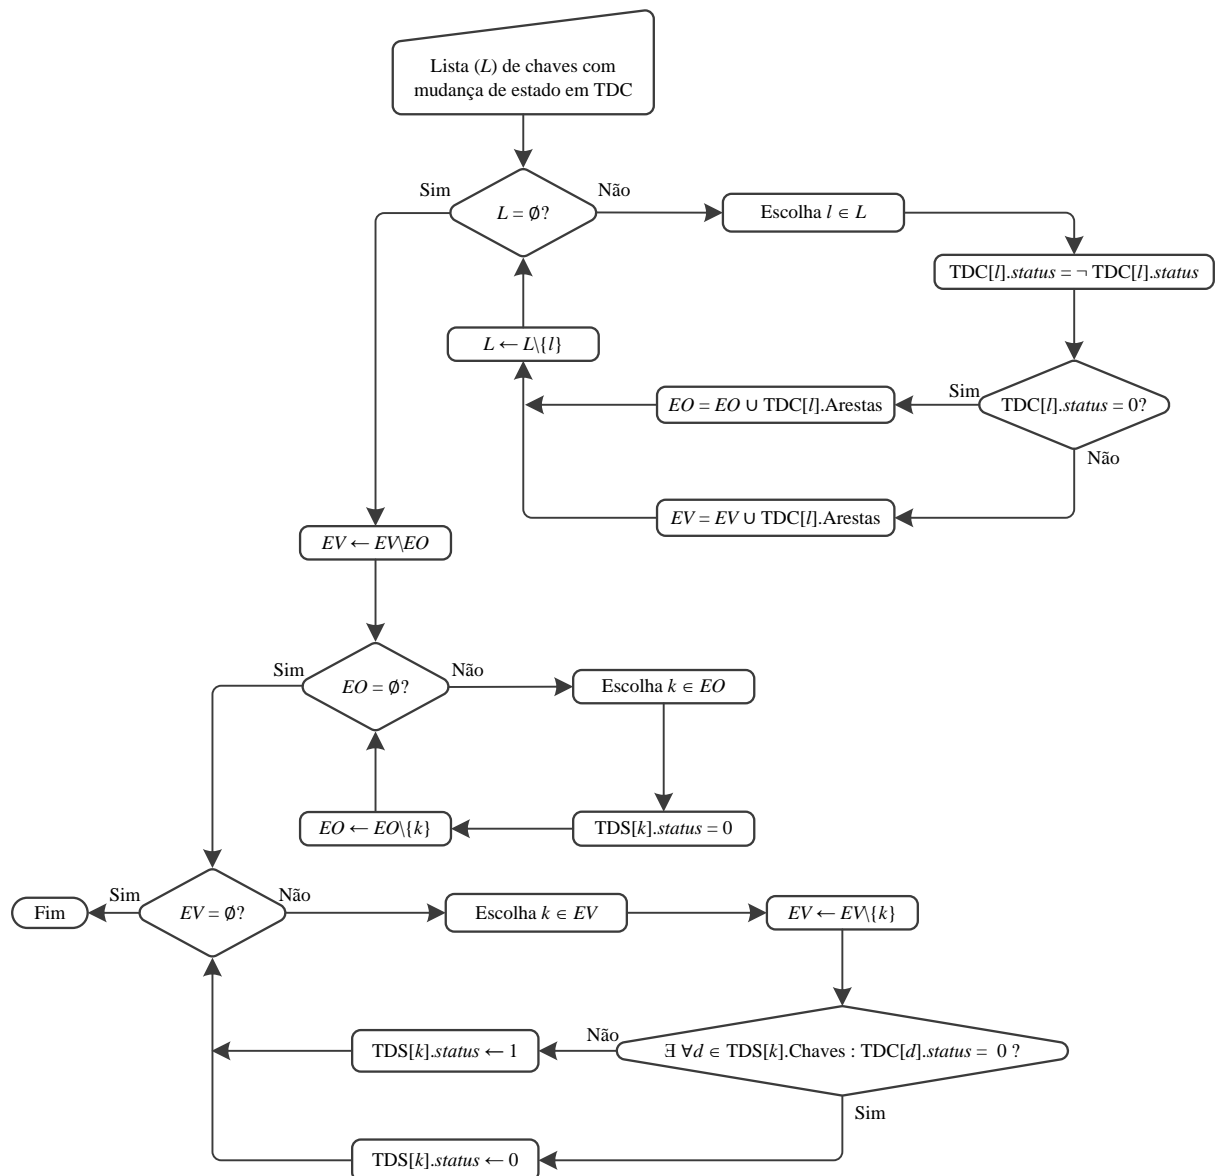 Lista (L) de chaves com
mudança de estado em TDC
Sim
Não
L = ∅?
Escolha l ∈ L
TDC[l].status = ¬ TDC[l].status
L ← L\{l}
Sim
EO = EO ∪ TDC[l].Arestas
TDC[l].status = 0?
Não
EV = EV ∪ TDC[l].Arestas
EV ← EV\EO
Sim
Não
EO = ∅?
Escolha k ∈ EO
EO ← EO\{k}
TDS[k].status = 0
Sim
Não
Fim
EV = ∅?
Escolha k ∈ EV
EV ← EV\{k}
Não
TDS[k].status ← 1
∃ ∀d ∈ TDS[k].Chaves : TDC[d].status = 0 ?
Sim
TDS[k].status ← 0